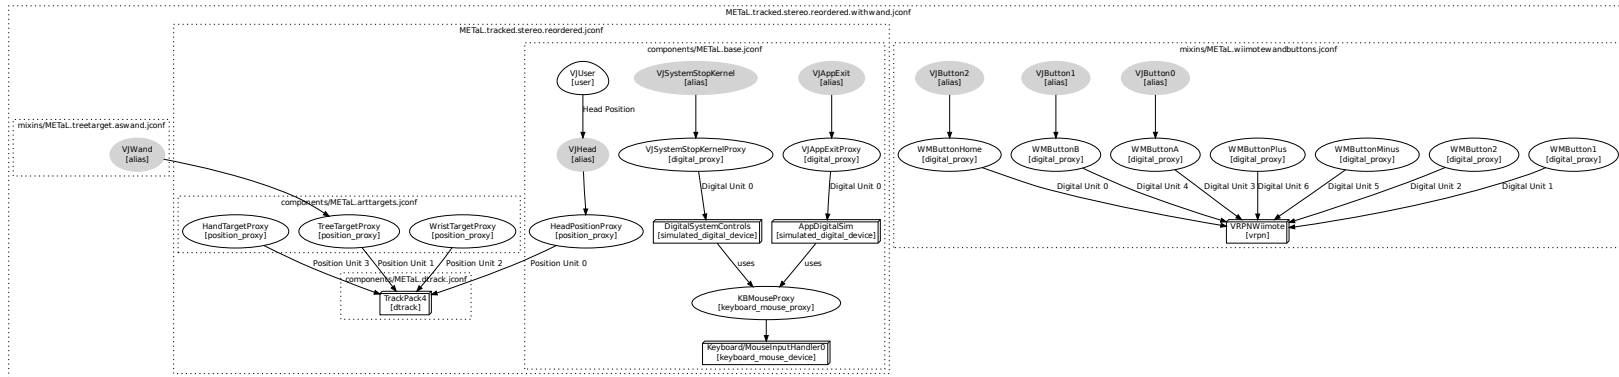 METaL.tracked.stereo.reordered.withwand.jconf
METaL.tracked.stereo.reordered.jconf
components/METaL.base.jconf
mixins/METaL.wiimotewandbuttons.jconf
VJUser
[user]
VJSystemStopKernel
[alias]
VJAppExit
[alias]
VJButton2
[alias]
VJButton1
[alias]
VJButton0
[alias]
Head Position
mixins/METaL.treetarget.aswand.jconf
VJWand
[alias]
VJHead
[alias]
VJSystemStopKernelProxy
[digital_proxy]
VJAppExitProxy
[digital_proxy]
WMButtonHome
[digital_proxy]
WMButtonB
[digital_proxy]
WMButtonA
[digital_proxy]
WMButtonPlus
[digital_proxy]
WMButtonMinus
[digital_proxy]
WMButton2
[digital_proxy]
WMButton1
[digital_proxy]
Digital Unit 0
Digital Unit 0
Digital Unit 0
Digital Unit 4
Digital Unit 3
Digital Unit 6
Digital Unit 5
Digital Unit 2
Digital Unit 1
components/METaL.arttargets.jconf
HandTargetProxy
[position_proxy]
TreeTargetProxy
[position_proxy]
WristTargetProxy
[position_proxy]
HeadPositionProxy
[position_proxy]
DigitalSystemControls
[simulated_digital_device]
AppDigitalSim
[simulated_digital_device]
VRPNWiimote
[vrpn]
Position Unit 3
Position Unit 1
Position Unit 2
Position Unit 0
uses
uses
components/METaL.dtrack.jconf
TrackPack4
[dtrack]
KBMouseProxy
[keyboard_mouse_proxy]
Keyboard/MouseInputHandler0
[keyboard_mouse_device]